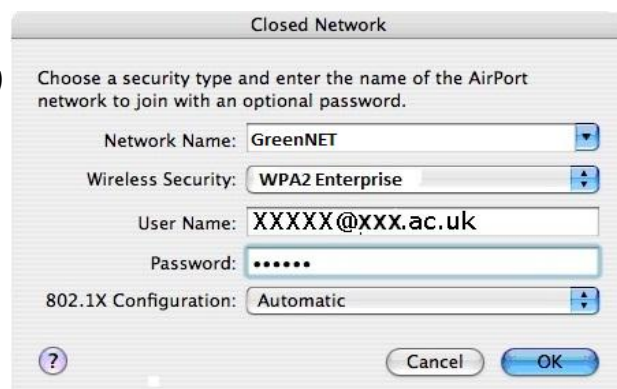 Closed Network
)
Choose a security type and enter the name of the AirPort
network to join with an optional password.
Network Name: GreenNET
Wireless Security: WPA2 Enterprise
User Name: XXXXX@xxx.ac.uk
Password: ••••••
802.1X Configuration: Automatic
? Cancel OK